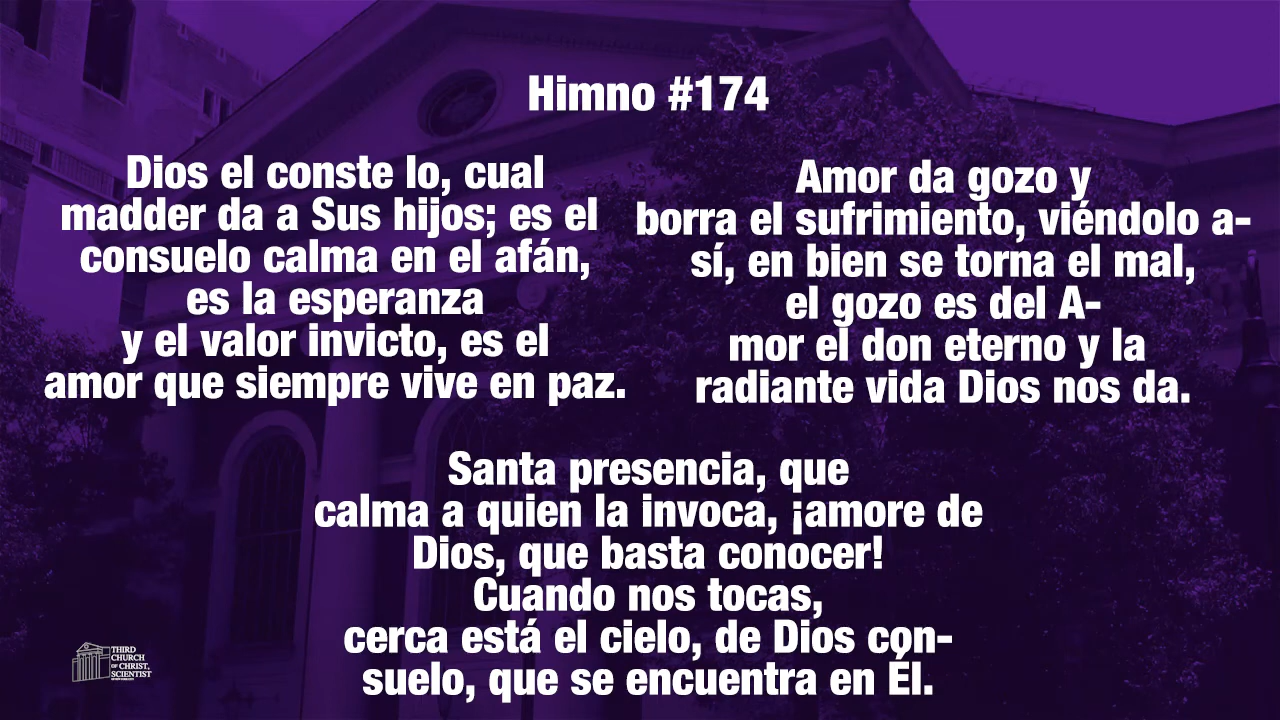 Himno #174
Dios el conste lo, cual
madder da a Sus hijos; es el
consuelo calma en el afán,
es la esperanza
y el valor invicto, es el
amor que siempre vive en paz.
Amor da gozo y
borra el sufrimiento, viéndolo a-
sí, en bien se torna el mal,
el gozo es del A-
mor el don eterno y la
radiante vida Dios nos da.
Santa presencia, que
calma a quien la invoca, ¡amore de
Dios, que basta conocer!
Cuando nos tocas,
cerca está el cielo, de Dios con-
suelo, que se encuentra en Él.
THIRD
CHURCH
OF CHRIST,
SCIENTIST